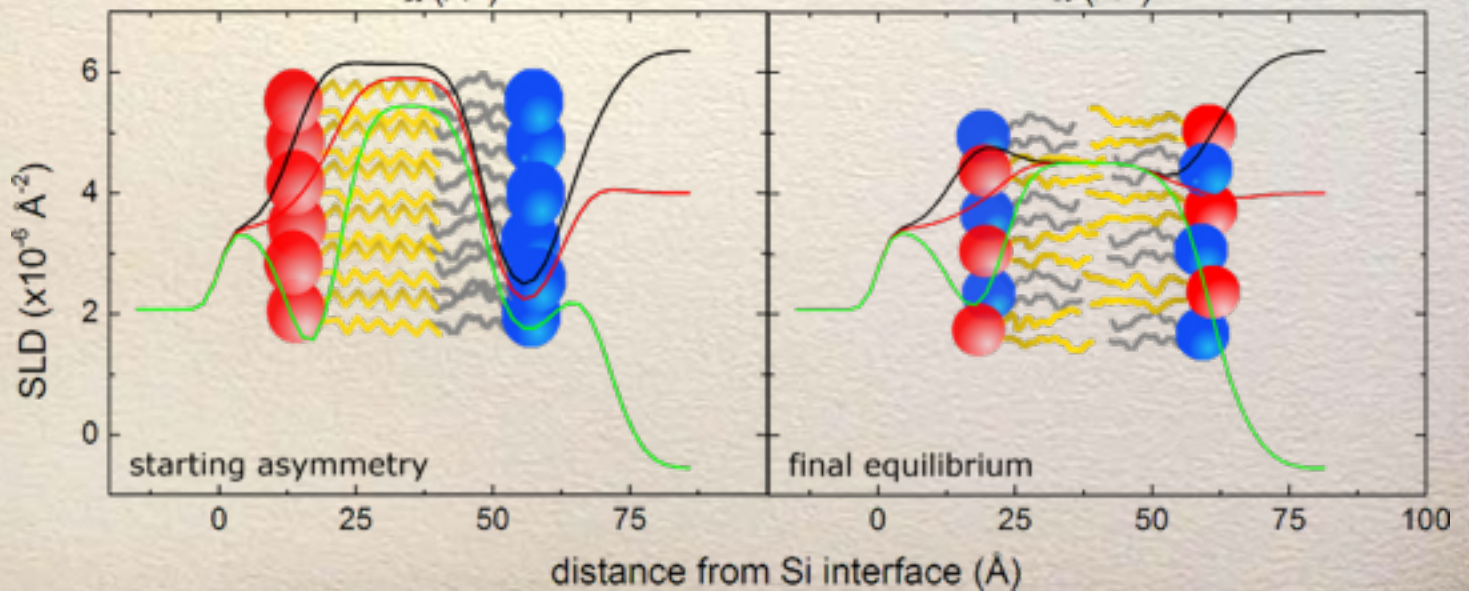 SLD (x10⁻⁶ Å⁻²)
6
4
2
0
starting asymmetry
final equilibrium
0 25 50 75
0 25 50 75 100
distance from Si interface (Å)